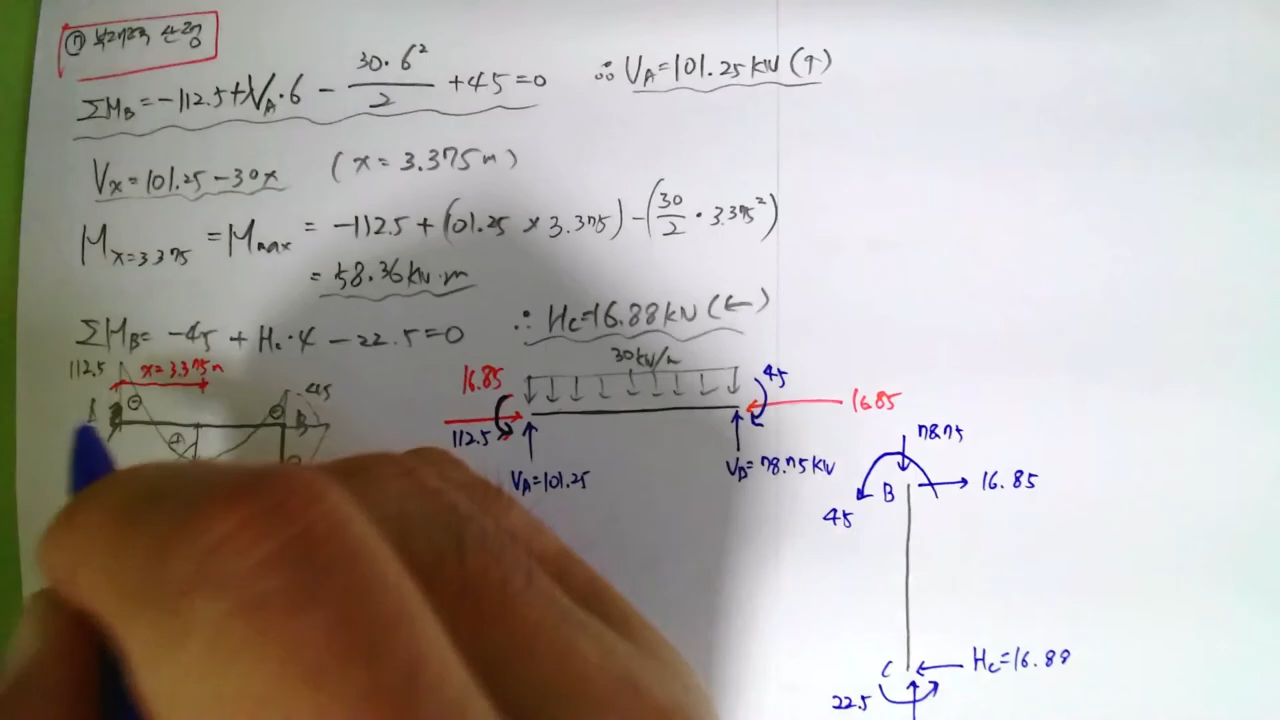 ⑦ 부재력 산정
ΣM_B = -112.5 + V_A·6 - 30·6²/2 + 45 = 0 ∴ V_A = 101.25 kN (↑)
V_x = 101.25 - 30x (x = 3.375m)
M_x=3.375 = M_max = -112.5 + (101.25 × 3.375) - (30/2 · 3.375²)
= 58.36 kN·m
ΣM_B = -45 + H_c·4 - 22.5 = 0 ∴ H_c = 16.88 kN (←)
112.5 x = 3.375m 45
A ⊖ ⊕ ⊖ B
30 kN/m
16.85 45 16.85
112.5
V_A = 101.25 V_B = 78.75 kN
78.75
B 16.85
45
C H_c = 16.88
22.5